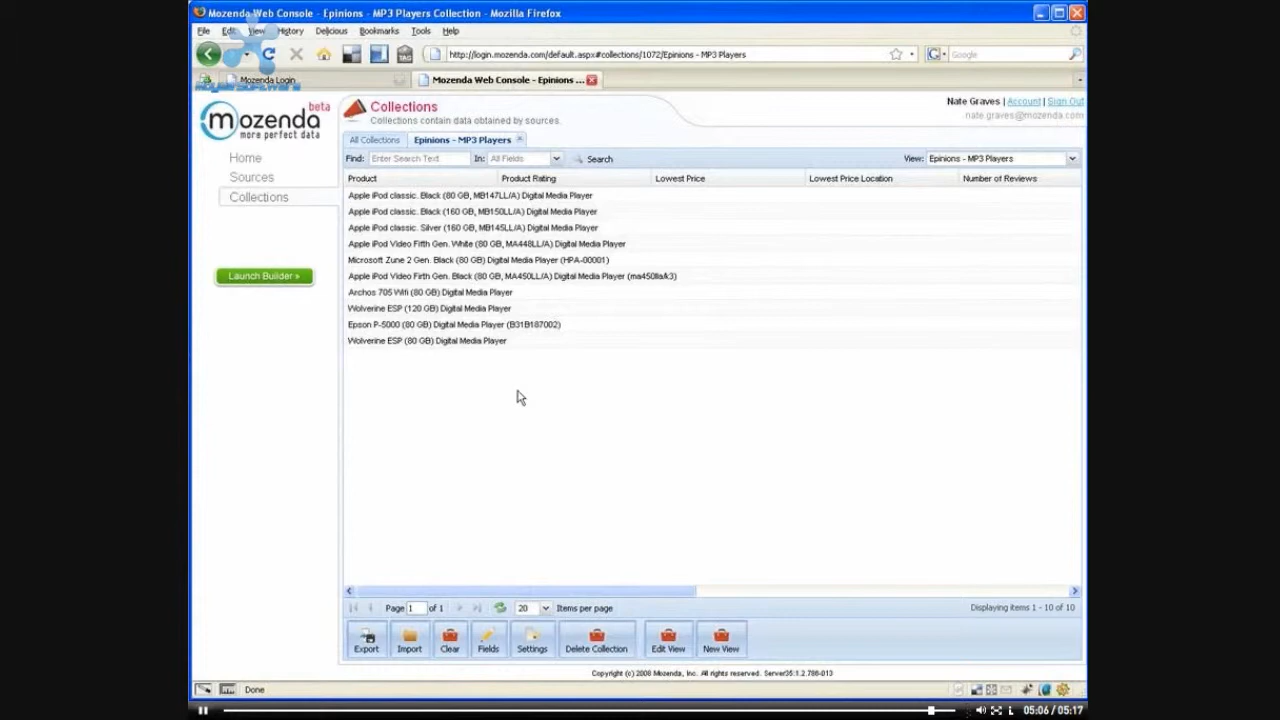 Mozenda Web Console - Epinions - MP3 Players Collection - Mozilla Firefox
File Edit View History Delicious Bookmarks Tools Help
http://login.mozenda.com/default.aspx#collections/1072/Epinions - MP3 Players
Google
Mozenda Login
Mozenda Web Console - Epinions ...
mozenda beta
more perfect data
Collections
Collections contain data obtained by sources.
Nate Graves | Account | Sign Out
nate.graves@mozenda.com
All Collections Epinions - MP3 Players
Home
Sources
Collections
Launch Builder »
Find: Enter Search Text In: All Fields Search View: Epinions - MP3 Players
Product Product Rating Lowest Price Lowest Price Location Number of Reviews
Apple iPod classic. Black (80 GB, MB147LL/A) Digital Media Player
Apple iPod classic. Black (160 GB, MB150LL/A) Digital Media Player
Apple iPod classic. Silver (160 GB, MB145LL/A) Digital Media Player
Apple iPod Video Fifth Gen. White (80 GB, MA448LL/A) Digital Media Player
Microsoft Zune 2 Gen. Black (80 GB) Digital Media Player (HPA-00001)
Apple iPod Video Firth Gen. Black (80 GB, MA450LL/A) Digital Media Player
Archos 705 Wifi (80 GB) Digital Media Player
Wolverine ESP (120 GB) Digital Media Player
Epson P-5000 (80 GB) Digital Media Player (B31B187002)
Wolverine ESP (80 GB) Digital Media Player
Page 1 of 1 20 Items per page Displaying items 1 - 10 of 10
Export Import Clear Fields Settings Delete Collection Edit View New View
Copyright (c) 2008 Mozenda, Inc. All rights reserved.
Done
05:06 / 05:17